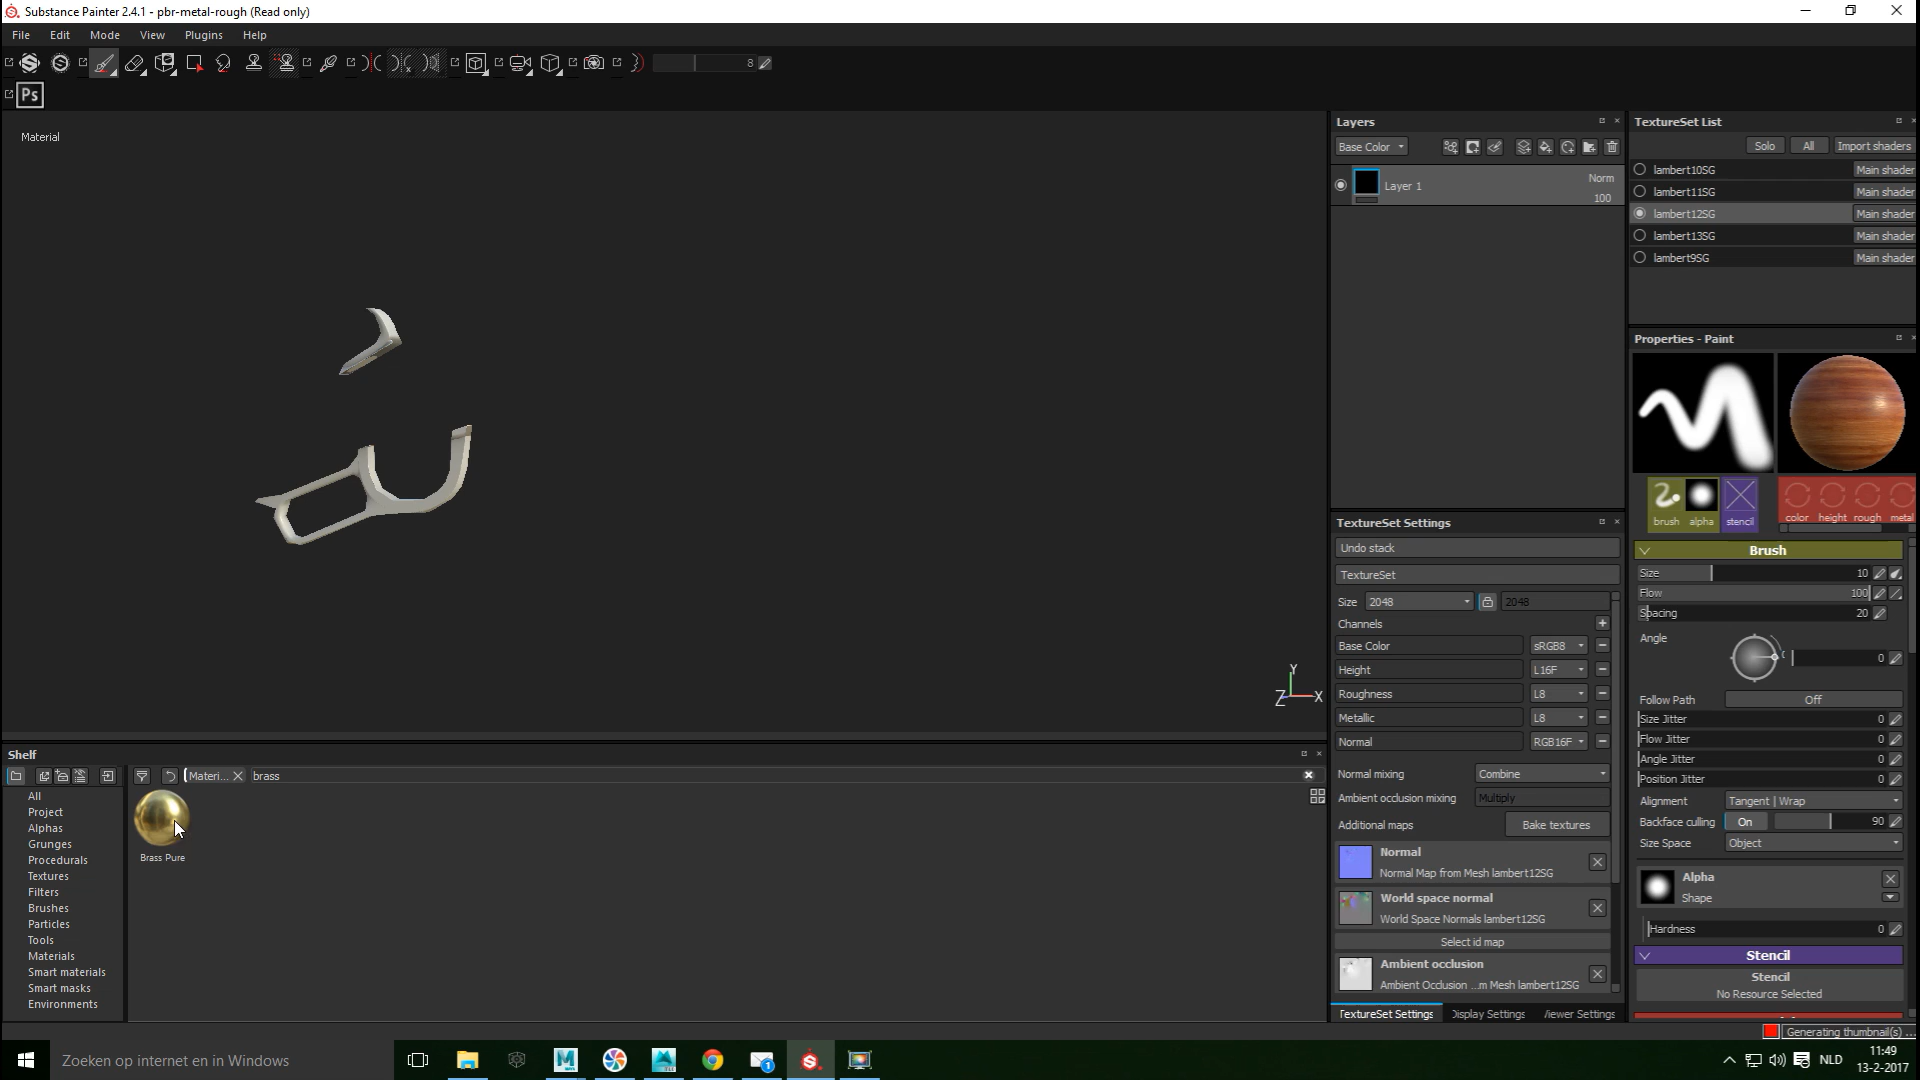 Substance Painter 2.4.1 - pbr-metal-rough (Read only)
File Edit Mode View Plugins Help
8
Ps
Material
Y
Z X
Layers
Base Color
Layer 1
Norm
100
TextureSet List
Solo All Import shaders
lambert10SG Main shader
lambert11SG Main shader
lambert12SG Main shader
lambert13SG Main shader
lambert9SG Main shader
Properties - Paint
brush alpha stencil color height rough metal
Brush
Size 10
Flow 100
Spacing 20
Angle
0
Follow Path Off
Size Jitter 0
Flow Jitter 0
Angle Jitter 0
Position Jitter 0
Alignment Tangent | Wrap
Backface culling On 90
Size Space Object
Alpha
Shape
Hardness 0
Stencil
Stencil
No Resource Selected
TextureSet Settings
Undo stack
TextureSet
Size 2048 2048
Channels
Base Color sRGB8
Height L16F
Roughness L8
Metallic L8
Normal RGB16F
Normal mixing Combine
Ambient occlusion mixing Multiply
Additional maps Bake textures
Normal
Normal Map from Mesh lambert12SG
World space normal
World Space Normals lambert12SG
Select id map
Ambient occlusion
Ambient Occlusion ...m Mesh lambert12SG
TextureSet Settings Display Settings Viewer Settings
Shelf
Materi... brass
All
Project
Alphas
Grunges
Procedurals
Textures
Filters
Brushes
Particles
Tools
Materials
Smart materials
Smart masks
Environments
Brass Pure
Generating thumbnail(s) ...
Zoeken op internet en in Windows
NLD
11:49
13-2-2017